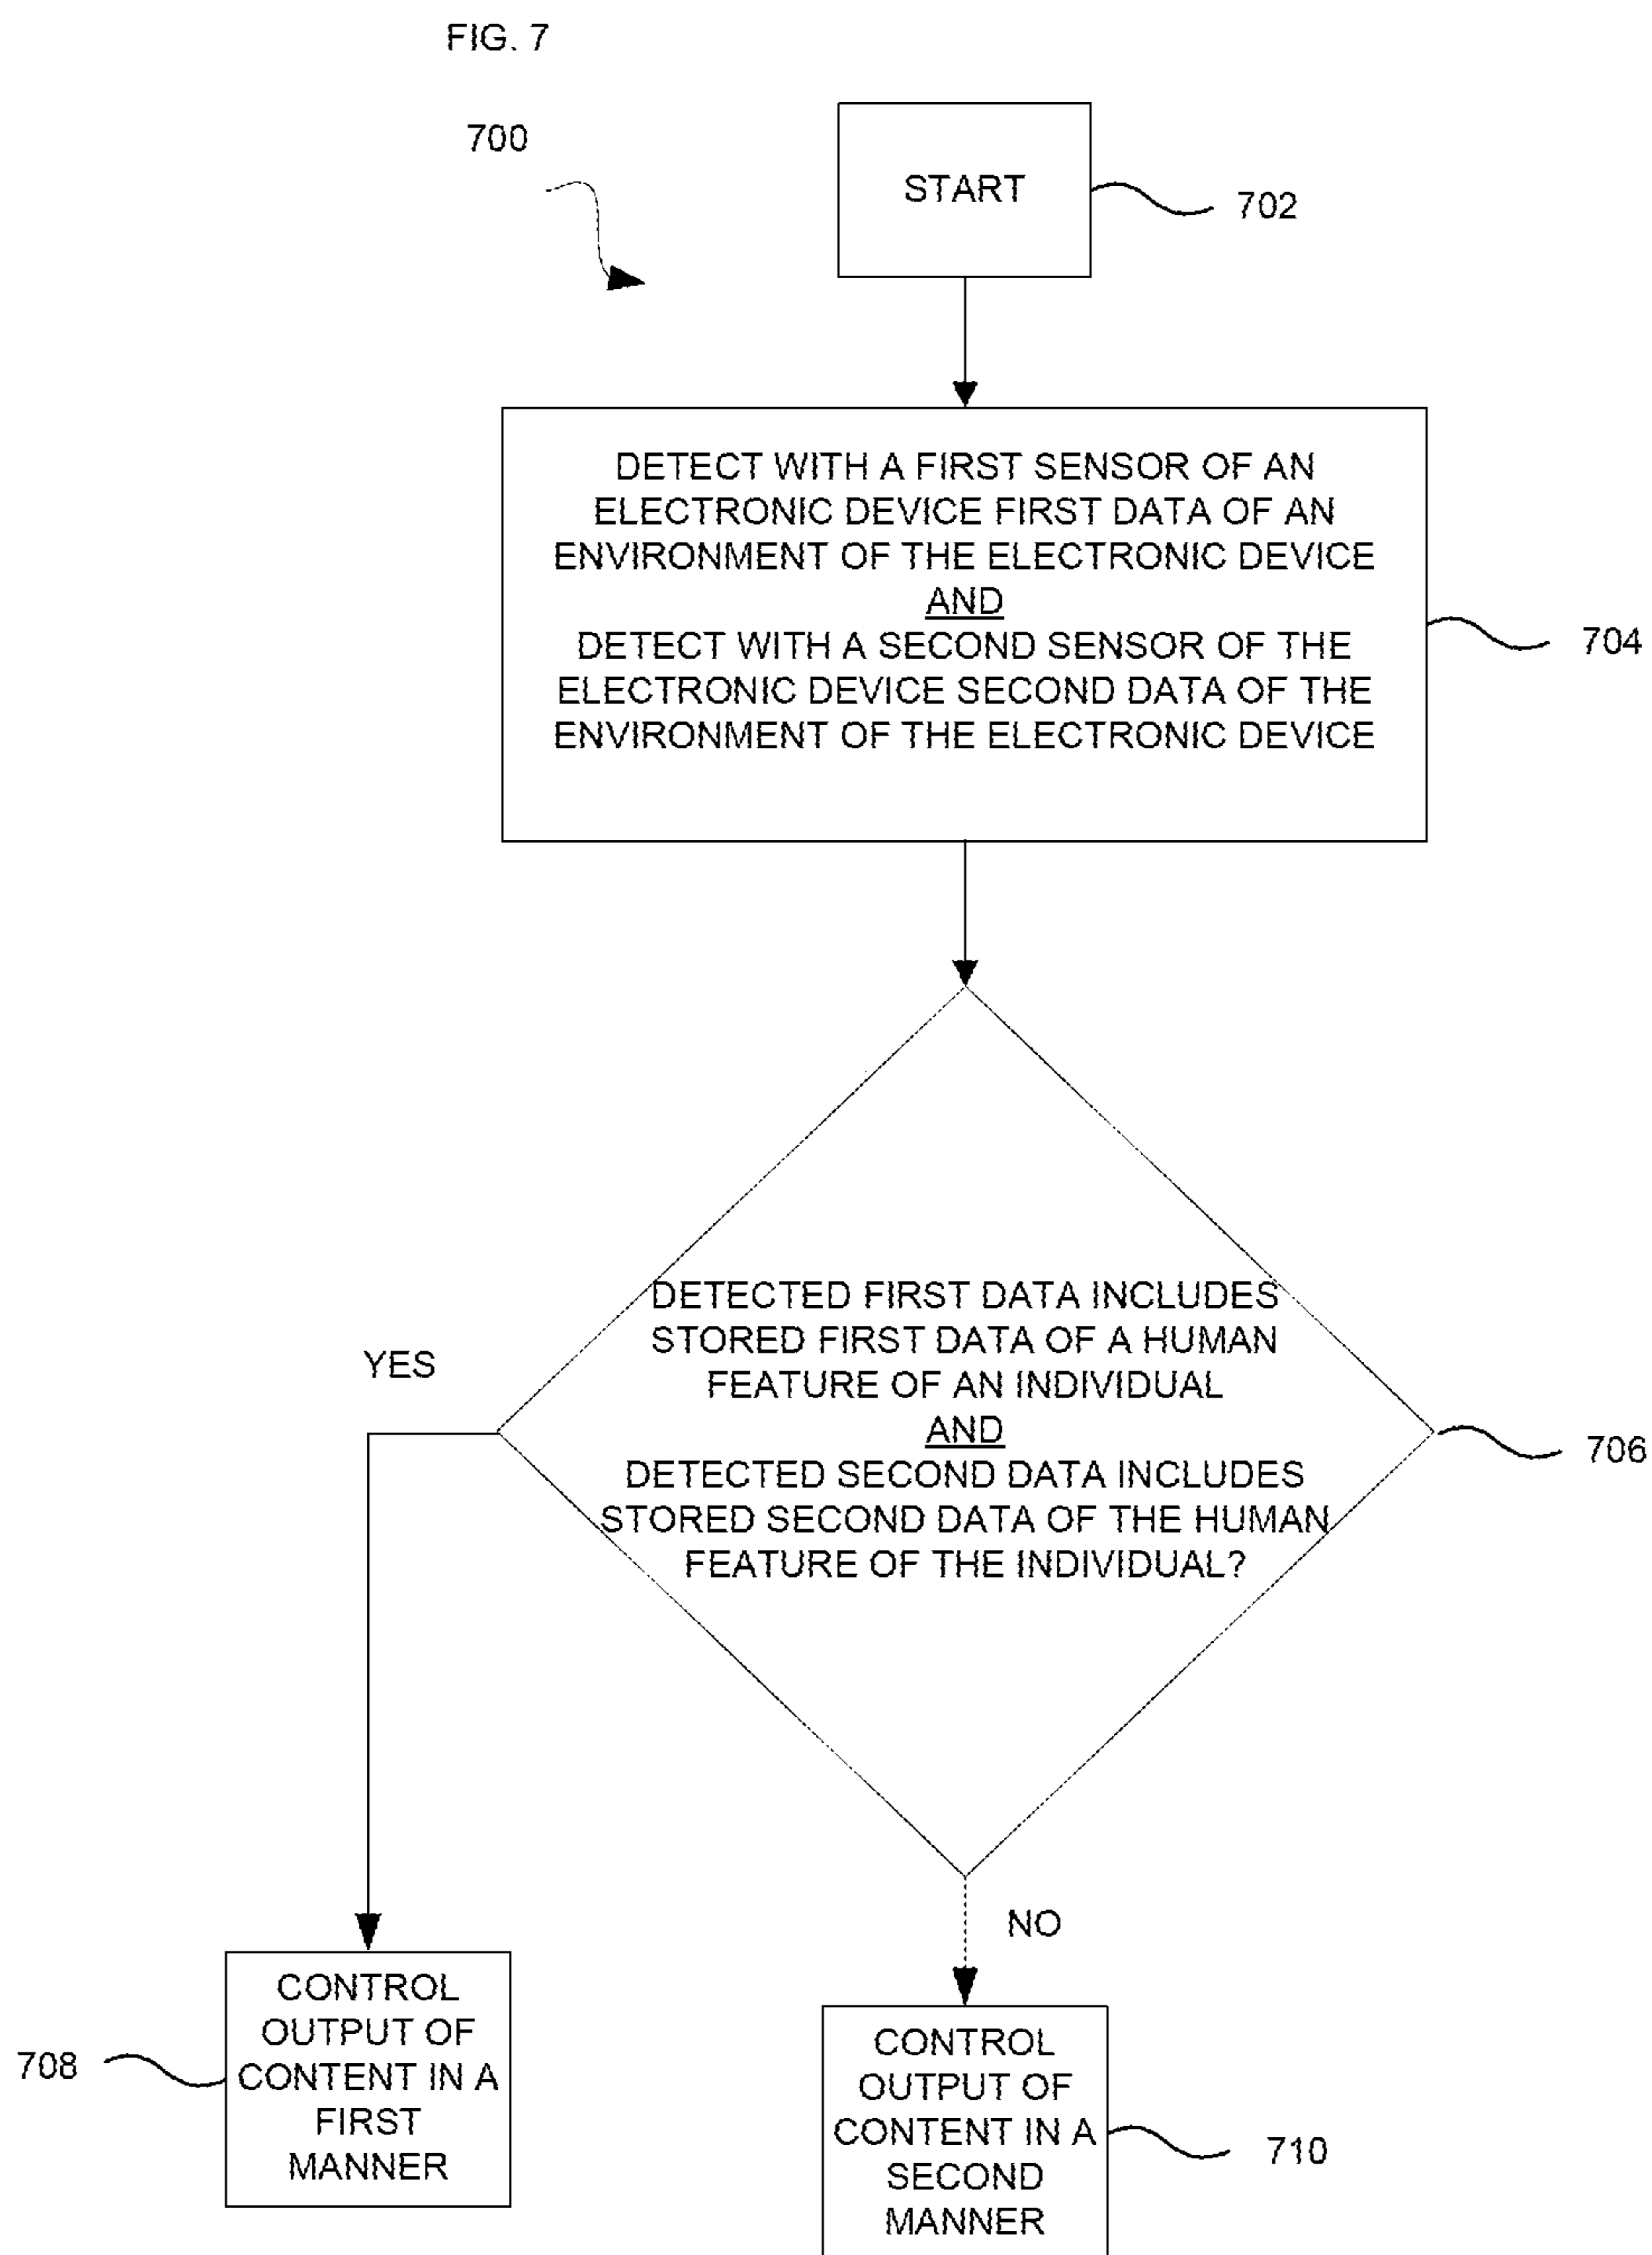 FIG. 7
700
START
702
DETECT WITH A FIRST SENSOR OF AN
ELECTRONIC DEVICE FIRST DATA OF AN
ENVIRONMENT OF THE ELECTRONIC DEVICE
AND
DETECT WITH A SECOND SENSOR OF THE
ELECTRONIC DEVICE SECOND DATA OF THE
ENVIRONMENT OF THE ELECTRONIC DEVICE
704
DETECTED FIRST DATA INCLUDES
STORED FIRST DATA OF A HUMAN
FEATURE OF AN INDIVIDUAL
AND
DETECTED SECOND DATA INCLUDES
STORED SECOND DATA OF THE HUMAN
FEATURE OF THE INDIVIDUAL?
706
YES
NO
CONTROL
OUTPUT OF
CONTENT IN A
FIRST
MANNER
708
CONTROL
OUTPUT OF
CONTENT IN A
SECOND
MANNER
710